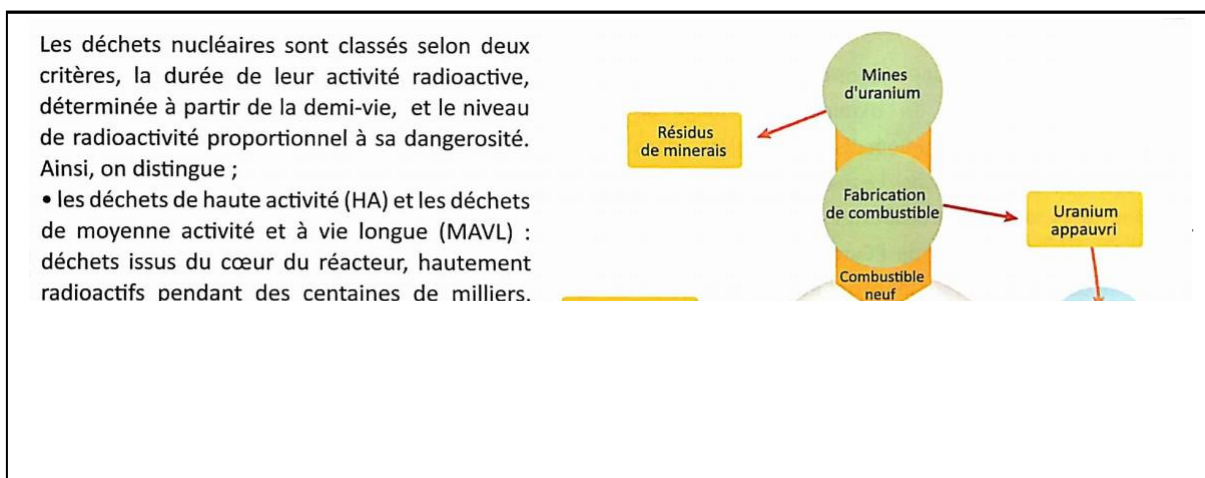 Les déchets nucléaires sont classés selon deux
critères, la durée de leur activité radioactive,
déterminée à partir de la demi-vie, et le niveau
de radioactivité proportionnel à sa dangerosité.
Ainsi, on distingue ;
• les déchets de haute activité (HA) et les déchets
de moyenne activité et à vie longue (MAVL) :
déchets issus du cœur du réacteur, hautement
radioactifs pendant des centaines de milliers.
Mines
d'uranium
Résidus
de minerais
Fabrication
de combustible
Uranium
appauvri
Combustible
neuf